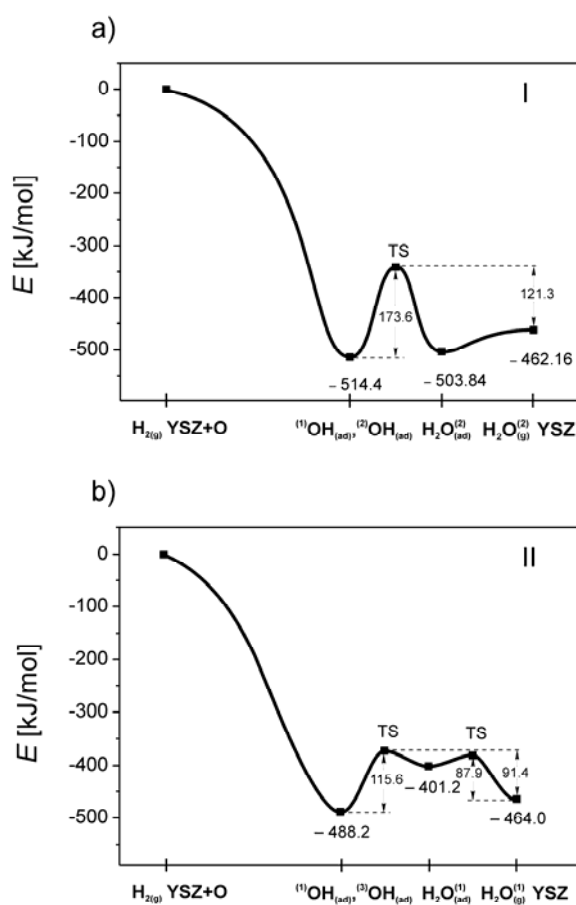 a)
I
E [kJ/mol]
0
-100
-200
-300
-400
-500
TS
173.6
121.3
– 514.4
– 503.84
– 462.16
H₂₍g₎ YSZ+O
⁽¹⁾OH₍ad₎, ⁽²⁾OH₍ad₎
H₂O⁽²⁾₍ad₎
H₂O⁽²⁾₍g₎ YSZ
b)
II
E [kJ/mol]
0
-100
-200
-300
-400
-500
TS
TS
115.6
– 401.2
87.9
91.4
– 488.2
– 464.0
H₂₍g₎ YSZ+O
⁽¹⁾OH₍ad₎, ⁽³⁾OH₍ad₎
H₂O⁽¹⁾₍ad₎
H₂O⁽¹⁾₍g₎ YSZ